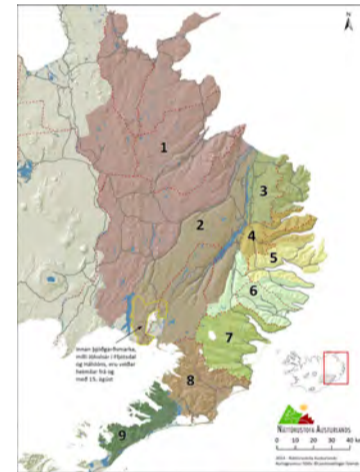 N
1
2
3
4
5
6
7
8
9
innan þjóðgarðsmarka,
milli Jökulsár í Fljótsdal
og Hálslóns, eru veiðar
heimilar frá og
með 15. ágúst
NÁTTÚRUSTOFA AUSTURLANDS
0 10 20 30 40 km